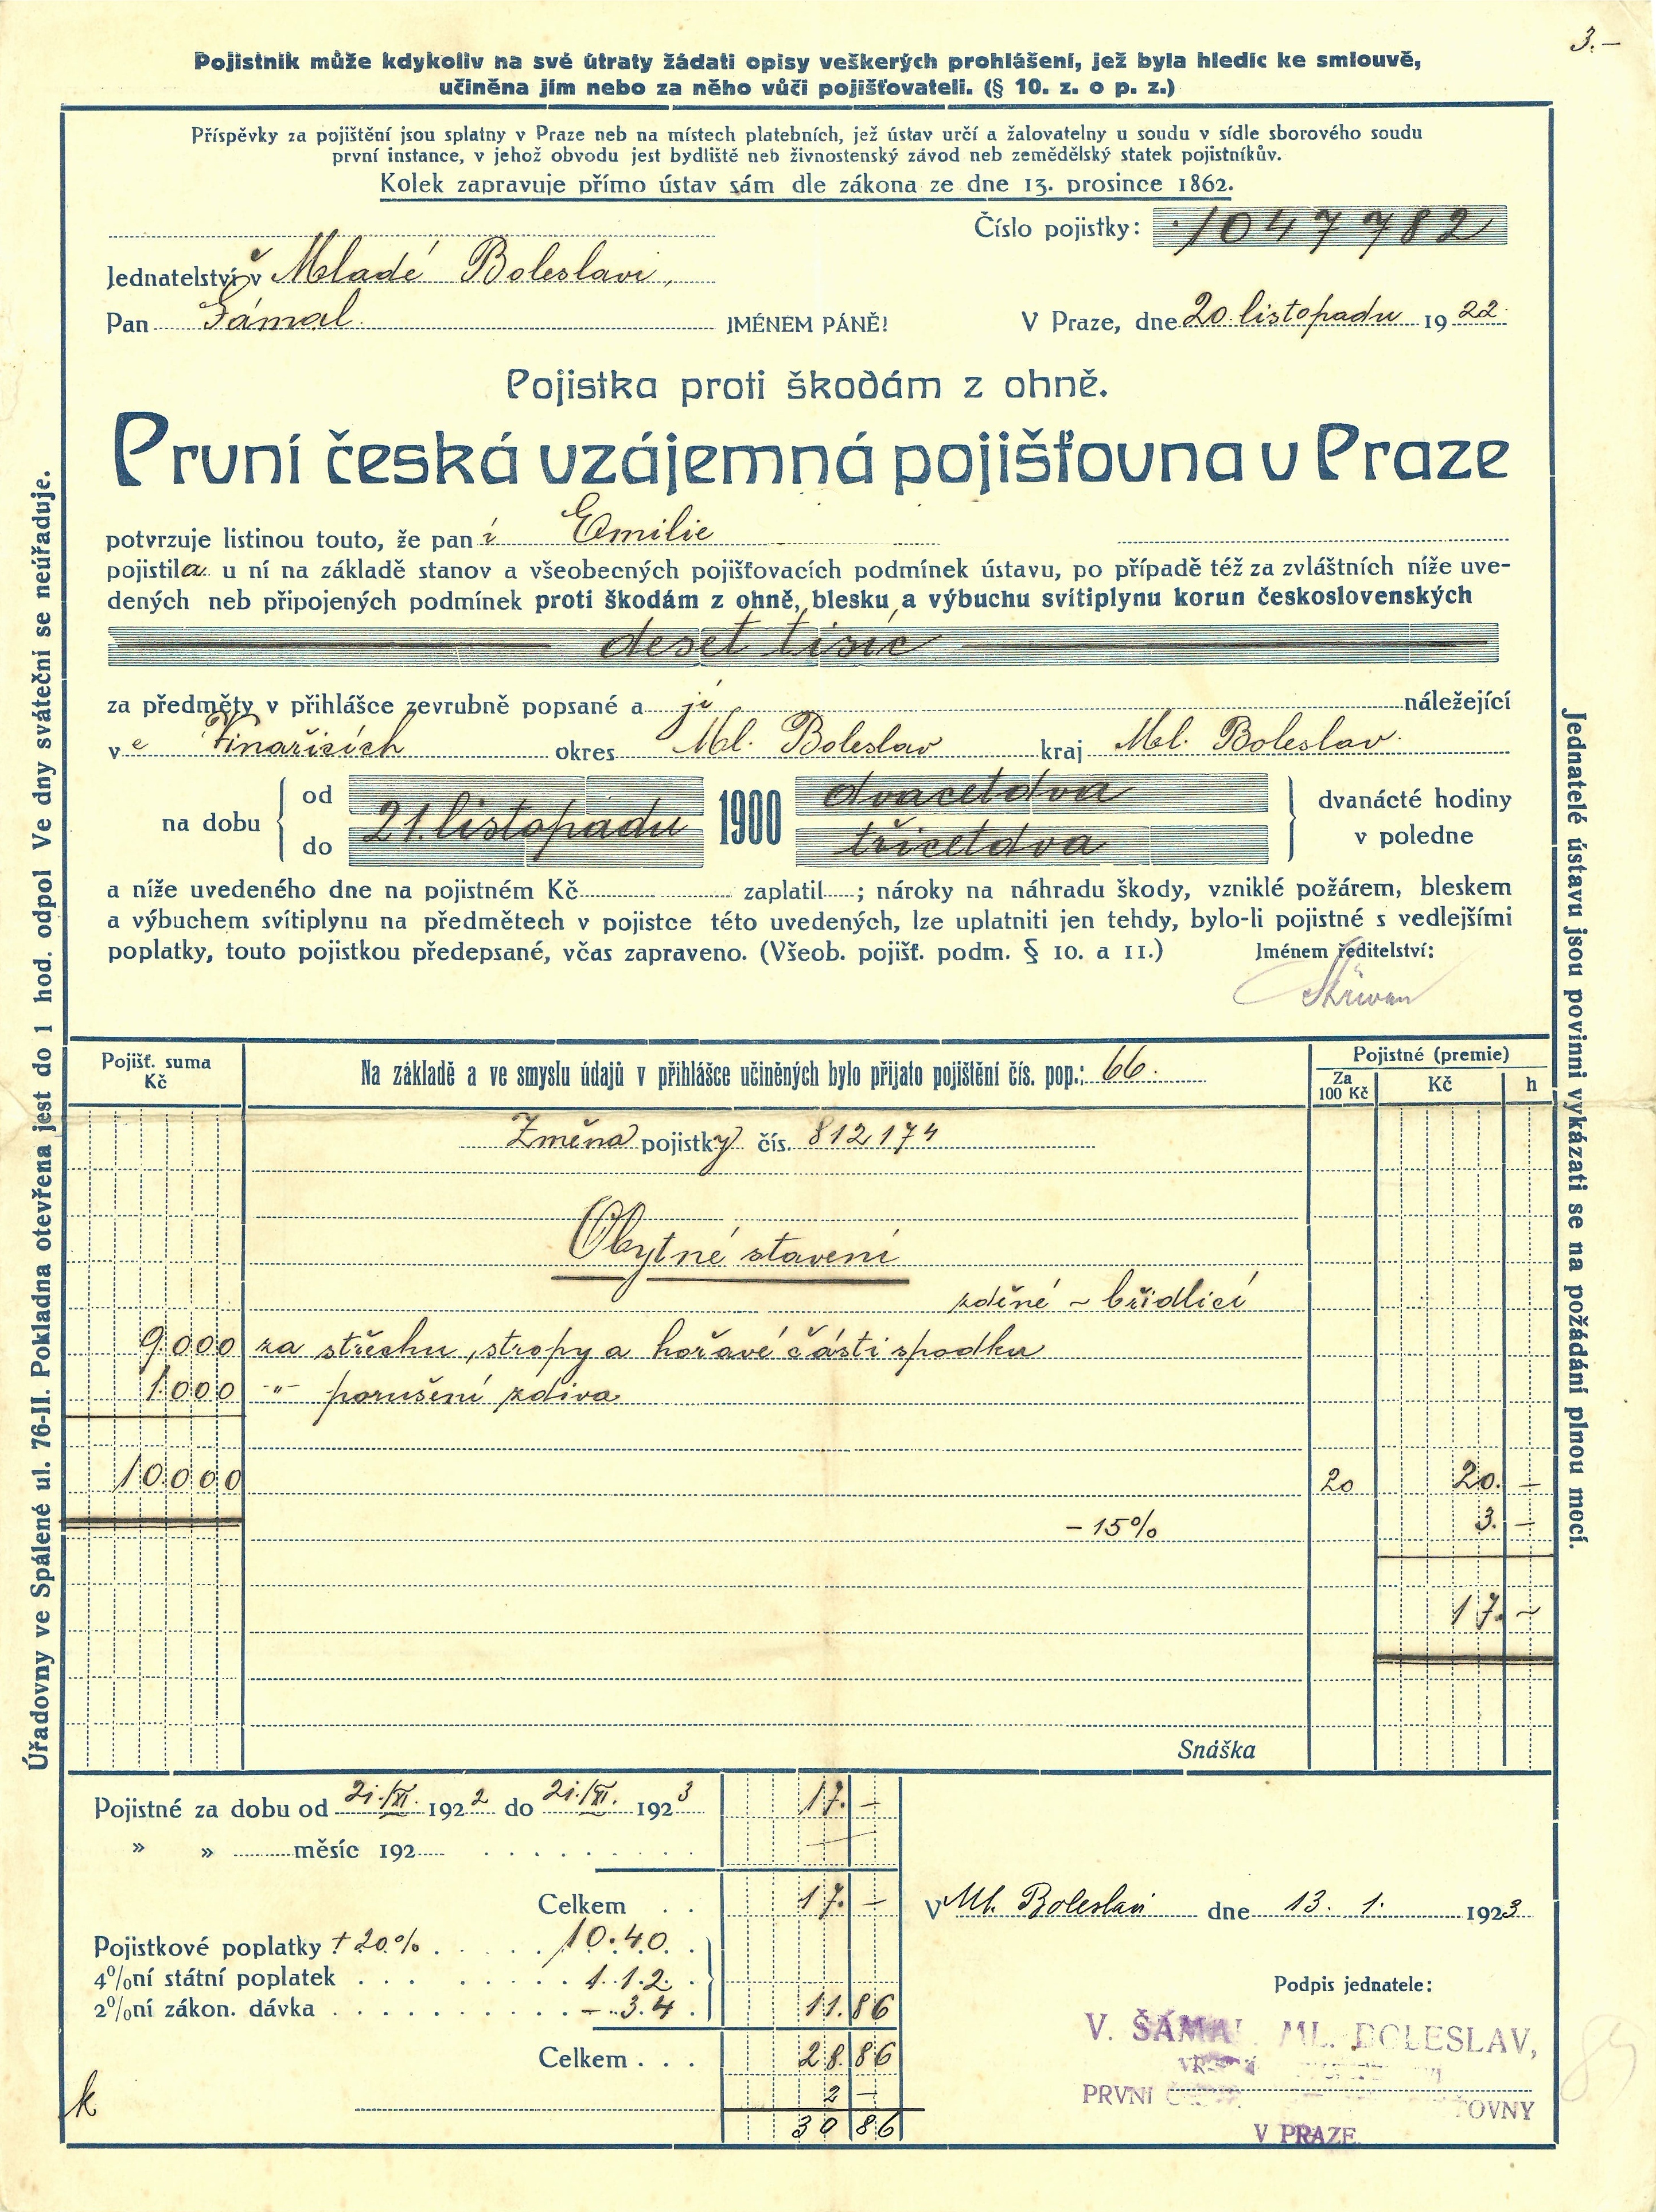 3.–
Pojistník může kdykoliv na své útraty žádati opisy veškerých prohlášení, jež byla hledíc ke smlouvě,
učiněna jím nebo za něho vůči pojišťovateli. (§ 10. z. o p. z.)
Příspěvky za pojištění jsou splatny v Praze neb na místech platebních, jež ústav určí a žalovatelny u soudu v sídle sborového soudu
první instance, v jehož obvodu jest bydliště neb živnostenský závod neb zemědělský statek pojistníkův.
Kolek zapravuje přímo ústav sám dle zákona ze dne 13. prosince 1862.
Číslo pojistky: 1047782
Jednatelství v Mladé Boleslavi,
Pan Šámal JMÉNEM PÁNĚ! V Praze, dne 20. listopadu 1922.
Pojistka proti škodám z ohně.
První česká vzájemná pojišťovna v Praze
potvrzuje listinou touto, že paní Emilie
pojistila u ní na základě stanov a všeobecných pojišťovacích podmínek ústavu, po případě též za zvláštních níže uve-
dených neb připojených podmínek proti škodám z ohně, blesku a výbuchu svítiplynu korun československých
deset tisíc
za předměty v přihlášce zevrubně popsané a jí náležející
ve Vinařicích okres Ml. Boleslav kraj Ml. Boleslav.
na dobu od do 21. listopadu 1900 dvacetdva třicetdva dvanácté hodiny v poledne
a níže uvedeného dne na pojistném Kč zaplatil ; nároky na náhradu škody, vzniklé požárem, bleskem
a výbuchem svítiplynu na předmětech v pojistce této uvedených, lze uplatniti jen tehdy, bylo-li pojistné s vedlejšími
poplatky, touto pojistkou předepsané, včas zapraveno. (Všeob. pojišť. podm. § 10. a 11.) Jménem ředitelství:
Pojišť. suma Kč
Na základě a ve smyslu údajů v přihlášce učiněných bylo přijato pojištění čís. pop.: 66.
Pojistné (premie)
Za 100 Kč Kč h
Změna pojistky čís. 812174
Obytné stavení
zděné ~ břidlicí
9000 za střechu, stropy a hořavé části spodku
1000 -"- porušení zdiva
10.000 20 20. –
– 15% 3. –
17. ~
Snáška
Pojistné za dobu od 21./XI. 1922 do 21./XI. 1923 17. –
» » měsíc 192
Celkem . . 17. –
V Ml. Boleslavi dne 13. 1. 1923
Pojistkové poplatky + 20% 10.40
4%ní státní poplatek 1.12
2%ní zákon. dávka –.34 11.86
Podpis jednatele:
Celkem . . . 28.86
2 –
30 86
k
V. ŠÁMAL ML. BOLESLAV,
PRVNÍ
V PRAZE
Úřadovny ve Spálené ul. 76-II. Pokladna otevřena jest do 1 hod. odpol Ve dny sváteční se neúřaduje.
Jednatelé ústavu jsou povinni vykázati se na požádání plnou mocí.